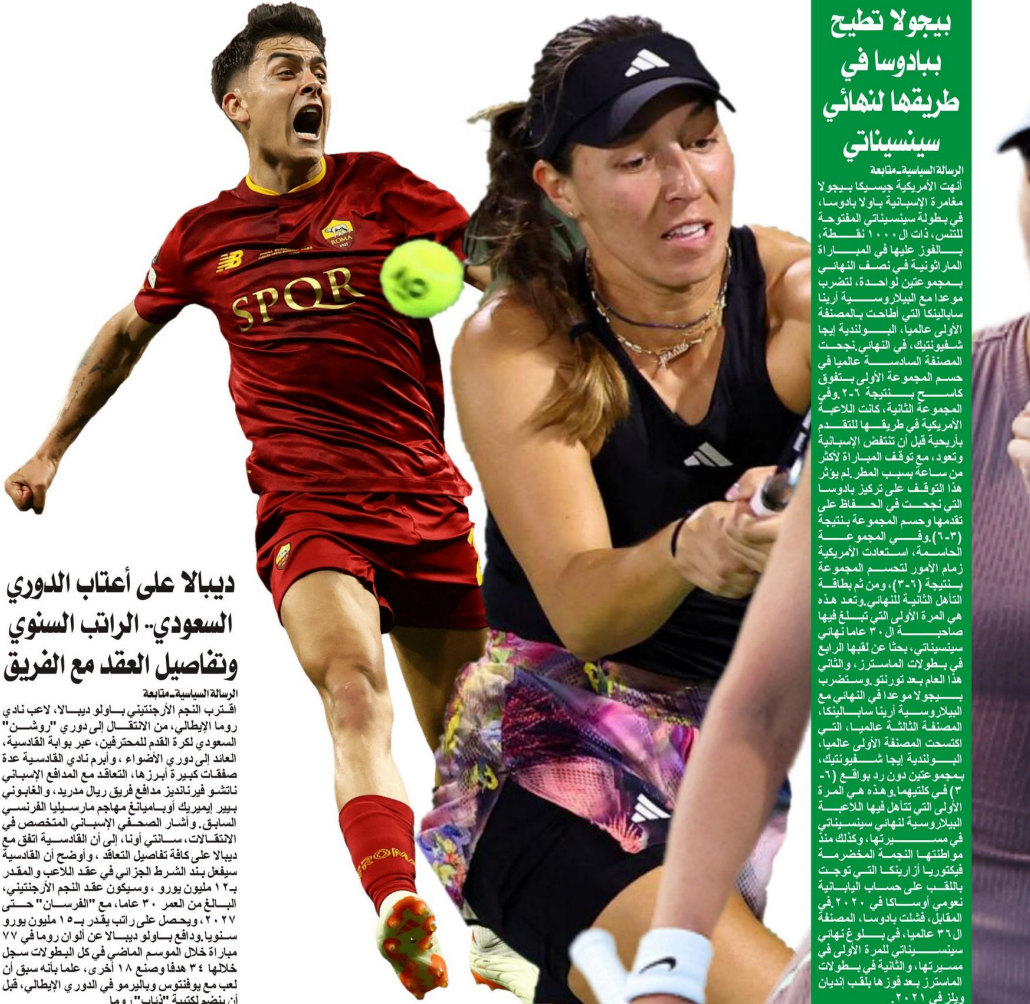 بيجولا تطيح
ببادوسا في
طريقها لنهائي
سينسيناتي
الرسالة السياسية ـ متابعة
أنهت الأمريكية جيسيكا بيجولا
مغامرة الإسبانية باولا بادوسا،
في بطولة سينسيناتي المفتوحة
للتنس، ذات ال١٠٠٠ نقطة،
بالفوز عليها في المباراة
الماراثونية في نصف النهائي
بمجموعتين لواحدة، لتضرب
موعدا مع البيلاروسية أرينا
سابالينكا التي أطاحت بالمصنفة
الأولى عالميا، البولندية إيجا
شفيونتيك، في النهائي.نجحت
المصنفة السادسة عالميا في
حسم المجموعة الأولى بتفوق
كاسح بنتيجة ٦-٢.وفي
المجموعة الثانية، كانت اللاعبة
الأمريكية في طريقها للتقدم
بأريحية قبل أن تنتفض الإسبانية
وتعود، مع توقف المباراة لأكثر
من ساعة بسبب المطر.لم يؤثر
هذا التوقف على تركيز بادوسا
التي نجحت في الحفاظ على
تقدمها وحسم المجموعة بنتيجة
(٣-٦).وفي المجموعة
الحاسمة، استعادت الأمريكية
زمام الأمور لتحسم المجموعة
بنتيجة (٦-٣)، ومن ثم بطاقة
التأهل الثانية للنهائي.وتعد هذه
هي المرة الأولى التي تبلغ فيها
صاحبة ال٣٠ عاما نهائي
سينسيناتي، بحثا عن لقبها الرابع
في بطولات الماسترز، والثاني
هذا العام بعد تورنتو.وستضرب
بيجولا موعدا في النهائي مع
البيلاروسية أرينا سابالينكا،
المصنفة الثالثة عالميا، التي
اكتسحت المصنفة الأولى عالميا،
البولندية إيجا شفيونتيك،
بمجموعتين دون رد بواقع (٦-
٣) في كلتيهما.وهذه هي المرة
الأولى التي تتأهل فيها اللاعبة
البيلاروسية لنهائي سينسيناتي
في مسيرتها، وكذلك منذ
مواطنتها النجمة المخضرمة
فيكتوريا أزارينكا التي توجت
باللقب على حساب اليابانية
نعومي أوساكا في ٢٠٢٠.في
المقابل، فشلت بادوسا، المصنفة
ال٣٦ عالميا، في بلوغ نهائي
سينسيناتي للمرة الأولى في
مسيرتها، والثانية في بطولات
الماسترز بعد فوزها بلقب إنديان
ويلز في ٢٠٢١.
ديبالا على أعتاب الدوري
السعودي.. الراتب السنوي
وتفاصيل العقد مع الفريق
الرسالة السياسية ـ متابعة
اقترب النجم الأرجنتيني باولو ديبالا، لاعب نادي
روما الإيطالي، من الانتقال إلى دوري "روشن"
السعودي لكرة القدم للمحترفين، عبر بوابة القادسية،
العائد إلى دوري الأضواء ، وأبرم نادي القادسية عدة
صفقات كبيرة أبرزها، التعاقد مع المدافع الإسباني
ناتشو فيرنانديز مدافع فريق ريال مدريد، والغابوني
بيير إيميريك أوباميانغ مهاجم مارسيليا الفرنسي
السابق. وأشار الصحفي الإسباني المتخصص في
الانتقالات، سانتي أونا، إلى أن القادسية اتفق مع
ديبالا على كافة تفاصيل التعاقد ، وأوضح أن القادسية
سيفعل بند الشرط الجزائي في عقد اللاعب والمقدر
بـ١٢ مليون يورو ، وسيكون عقد النجم الأرجنتيني،
البالغ من العمر ٣٠ عاما، مع "الفرسان" حتى
٢٠٢٧، ويحصل على راتب يقدر بـ١٥ مليون يورو
سنويا.ودافع باولو ديبالا عن ألوان روما في ٧٧
مباراة خلال الموسم الماضي في كل البطولات سجل
خلالها ٣٤ هدفا وصنع ١٨ أخرى، علما بأنه سبق أن
لعب مع يوفنتوس وباليرمو في الدوري الإيطالي، قبل
أن ينضم لكتيبة "ذئاب" روما
SPQR
ROMA